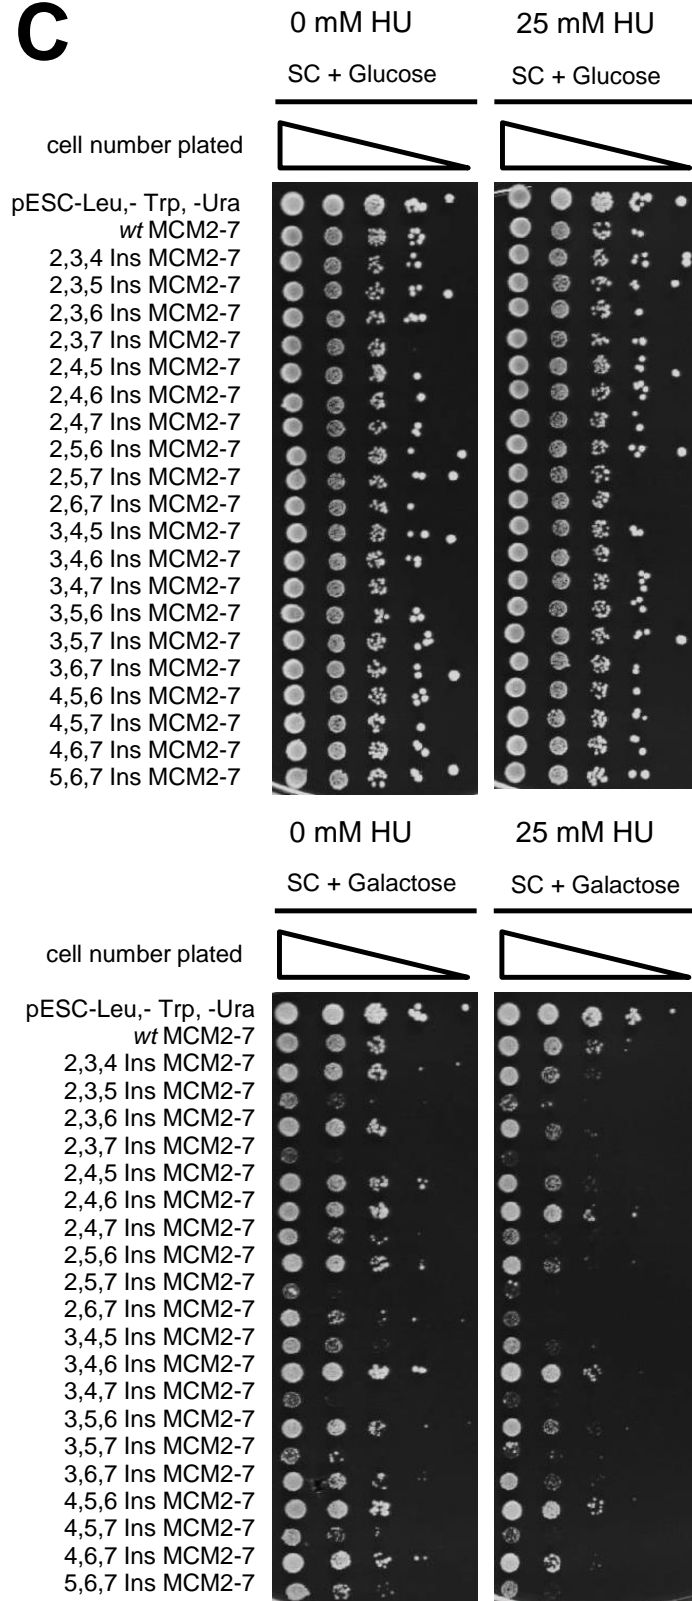 C
0 mM HU
25 mM HU
SC + Glucose
SC + Glucose
cell number plated
pESC-Leu,- Trp, -Ura
wt MCM2-7
2,3,4 Ins MCM2-7
2,3,5 Ins MCM2-7
2,3,6 Ins MCM2-7
2,3,7 Ins MCM2-7
2,4,5 Ins MCM2-7
2,4,6 Ins MCM2-7
2,4,7 Ins MCM2-7
2,5,6 Ins MCM2-7
2,5,7 Ins MCM2-7
2,6,7 Ins MCM2-7
3,4,5 Ins MCM2-7
3,4,6 Ins MCM2-7
3,4,7 Ins MCM2-7
3,5,6 Ins MCM2-7
3,5,7 Ins MCM2-7
3,6,7 Ins MCM2-7
4,5,6 Ins MCM2-7
4,5,7 Ins MCM2-7
4,6,7 Ins MCM2-7
5,6,7 Ins MCM2-7
0 mM HU
25 mM HU
SC + Galactose
SC + Galactose
cell number plated
pESC-Leu,- Trp, -Ura
wt MCM2-7
2,3,4 Ins MCM2-7
2,3,5 Ins MCM2-7
2,3,6 Ins MCM2-7
2,3,7 Ins MCM2-7
2,4,5 Ins MCM2-7
2,4,6 Ins MCM2-7
2,4,7 Ins MCM2-7
2,5,6 Ins MCM2-7
2,5,7 Ins MCM2-7
2,6,7 Ins MCM2-7
3,4,5 Ins MCM2-7
3,4,6 Ins MCM2-7
3,4,7 Ins MCM2-7
3,5,6 Ins MCM2-7
3,5,7 Ins MCM2-7
3,6,7 Ins MCM2-7
4,5,6 Ins MCM2-7
4,5,7 Ins MCM2-7
4,6,7 Ins MCM2-7
5,6,7 Ins MCM2-7